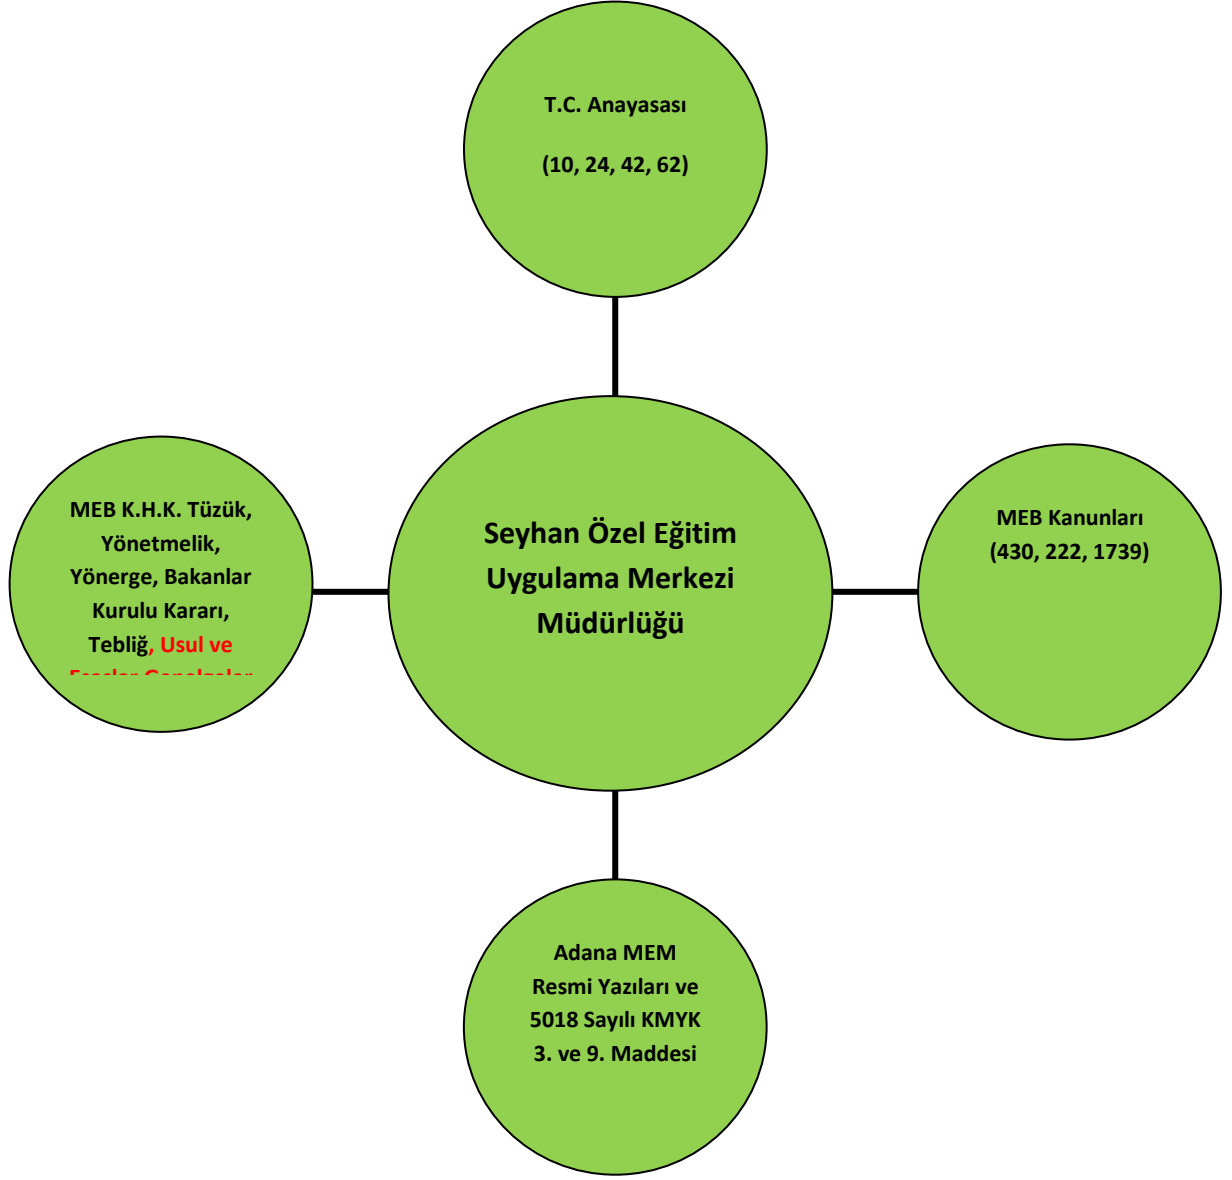 T.C. Anayasası
(10, 24, 42, 62)
MEB K.H.K. Tüzük,
Yönetmelik,
Yönerge, Bakanlar
Kurulu Kararı,
Tebliğ, Usul ve
Seyhan Özel Eğitim
Uygulama Merkezi
Müdürlüğü
MEB Kanunları
(430, 222, 1739)
Adana MEM
Resmi Yazıları ve
5018 Sayılı KMYK
3. ve 9. Maddesi